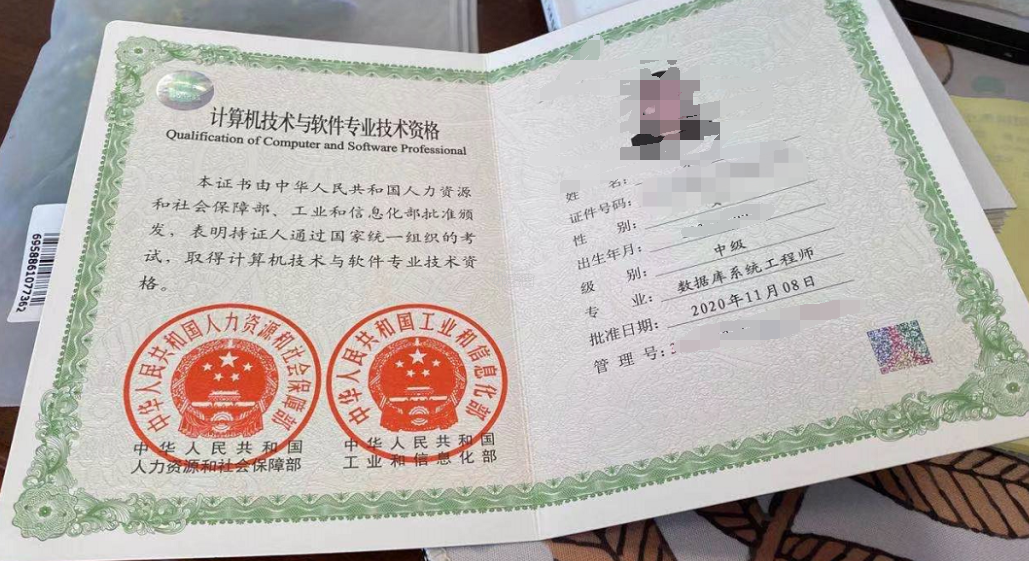 计算机技术与软件专业技术资格
Qualification of Computer and Software Professional
本证书由中华人民共和国人力资源
和社会保障部、工业和信息化部批准颁
发，表明持证人通过国家统一组织的考
试，取得计算机技术与软件专业技术资
格。
中华人民共和国人力资源和社会保障部
中华人民共和国工业和信息化部
中华人民共和国
人力资源和社会保障部
中华人民共和国
工业和信息化部
姓 名：
证件号码：
性 别：
出生年月：
级 别： 中级
专 业： 数据库系统工程师
批准日期： 2020年11月08日
管 理 号：
6958861077362